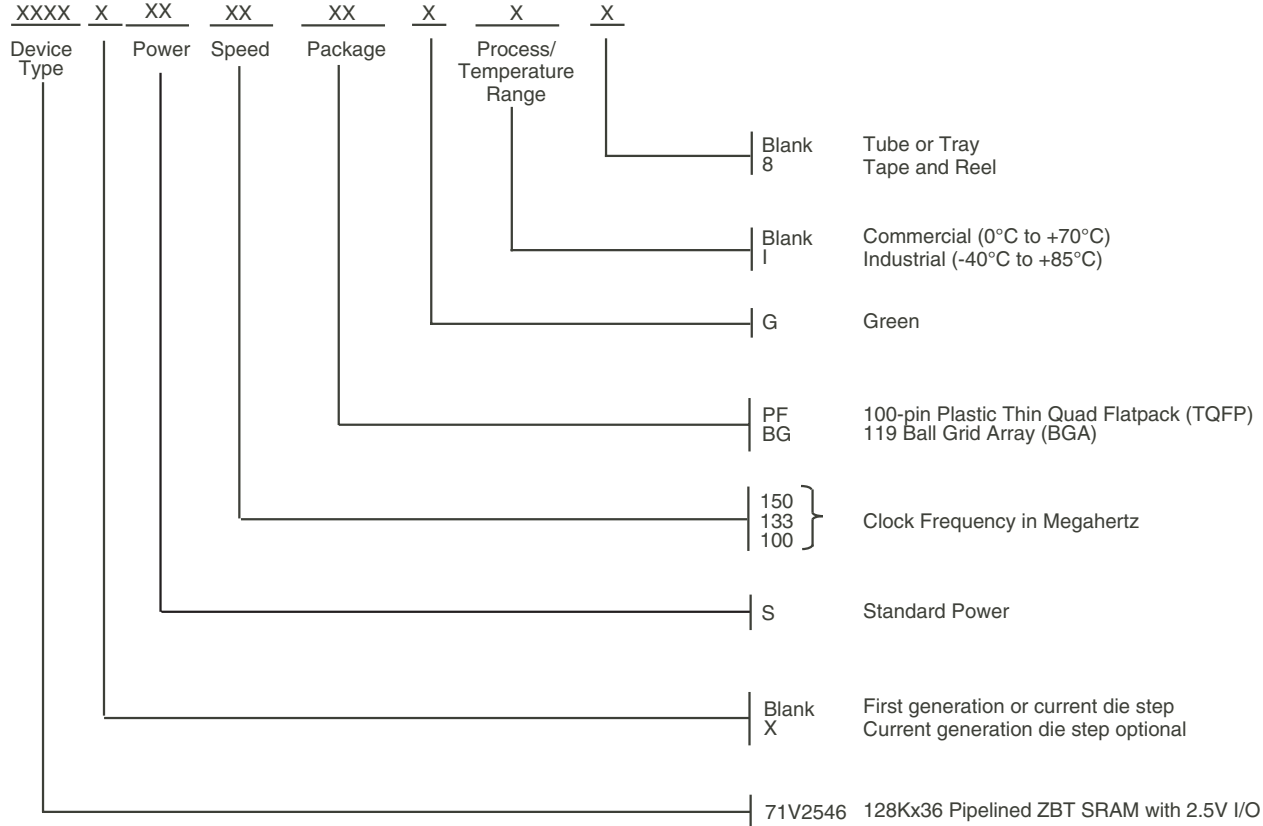 XXXX X XX XX XX X X X
Device Type Power Speed Package Process/ Temperature Range
Blank Tube or Tray
8 Tape and Reel
Blank Commercial (0°C to +70°C)
I Industrial (-40°C to +85°C)
G Green
PF 100-pin Plastic Thin Quad Flatpack (TQFP)
BG 119 Ball Grid Array (BGA)
150
133 Clock Frequency in Megahertz
100
S Standard Power
Blank First generation or current die step
X Current generation die step optional
71V2546 128Kx36 Pipelined ZBT SRAM with 2.5V I/O